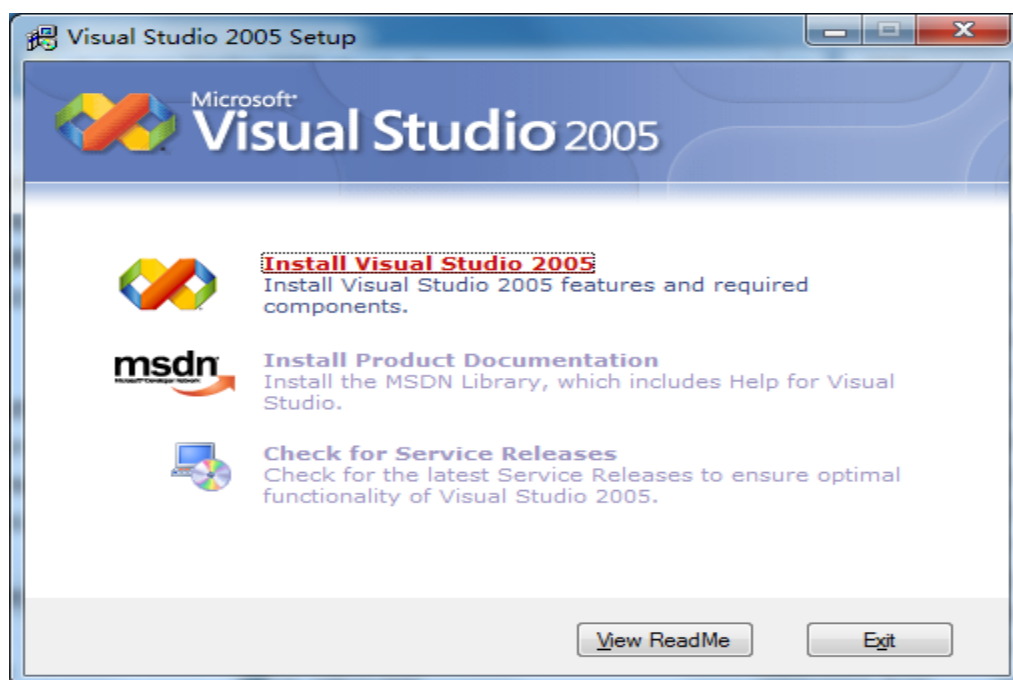 Visual Studio 2005 Setup
Microsoft
Visual Studio 2005
Install Visual Studio 2005
Install Visual Studio 2005 features and required
components.
msdn
Install Product Documentation
Install the MSDN Library, which includes Help for Visual
Studio.
Check for Service Releases
Check for the latest Service Releases to ensure optimal
functionality of Visual Studio 2005.
View ReadMe
Exit